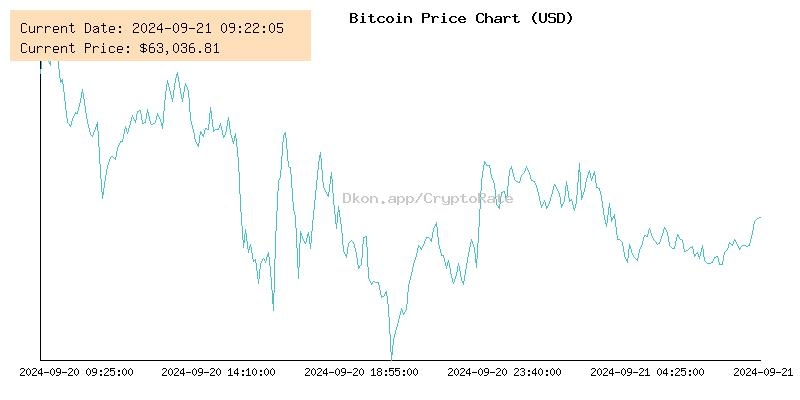 Bitcoin Price Chart (USD)
Current Date: 2024-09-21 09:22:05
Current Price: $63,036.81
Dkon.app/CryptoRate
2024-09-20 09:25:00 2024-09-20 14:10:00 2024-09-20 18:55:00 2024-09-20 23:40:00 2024-09-21 04:25:00 2024-09-21